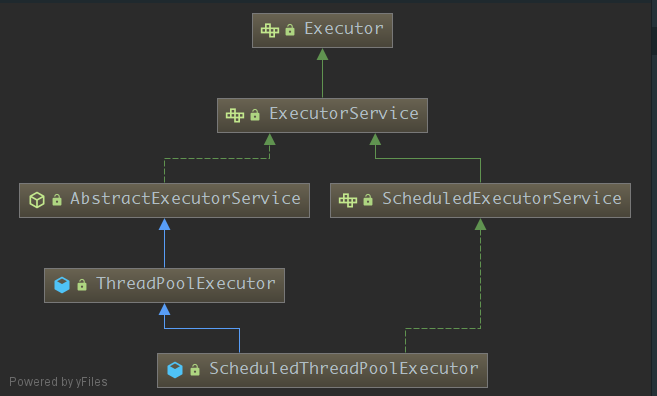 Executor
ExecutorService
AbstractExecutorService
ScheduledExecutorService
ThreadPoolExecutor
ScheduledThreadPoolExecutor
Powered by yFiles